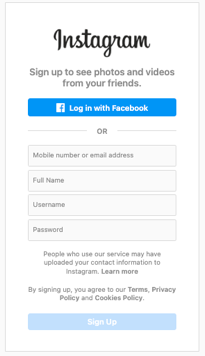 Instagram
Sign up to see photos and videos
from your friends.
Log in with Facebook
OR
Mobile number or email address
Full Name
Username
Password
People who use our service may have
uploaded your contact information to
Instagram. Learn more
By signing up, you agree to our Terms, Privacy
Policy and Cookies Policy.
Sign Up